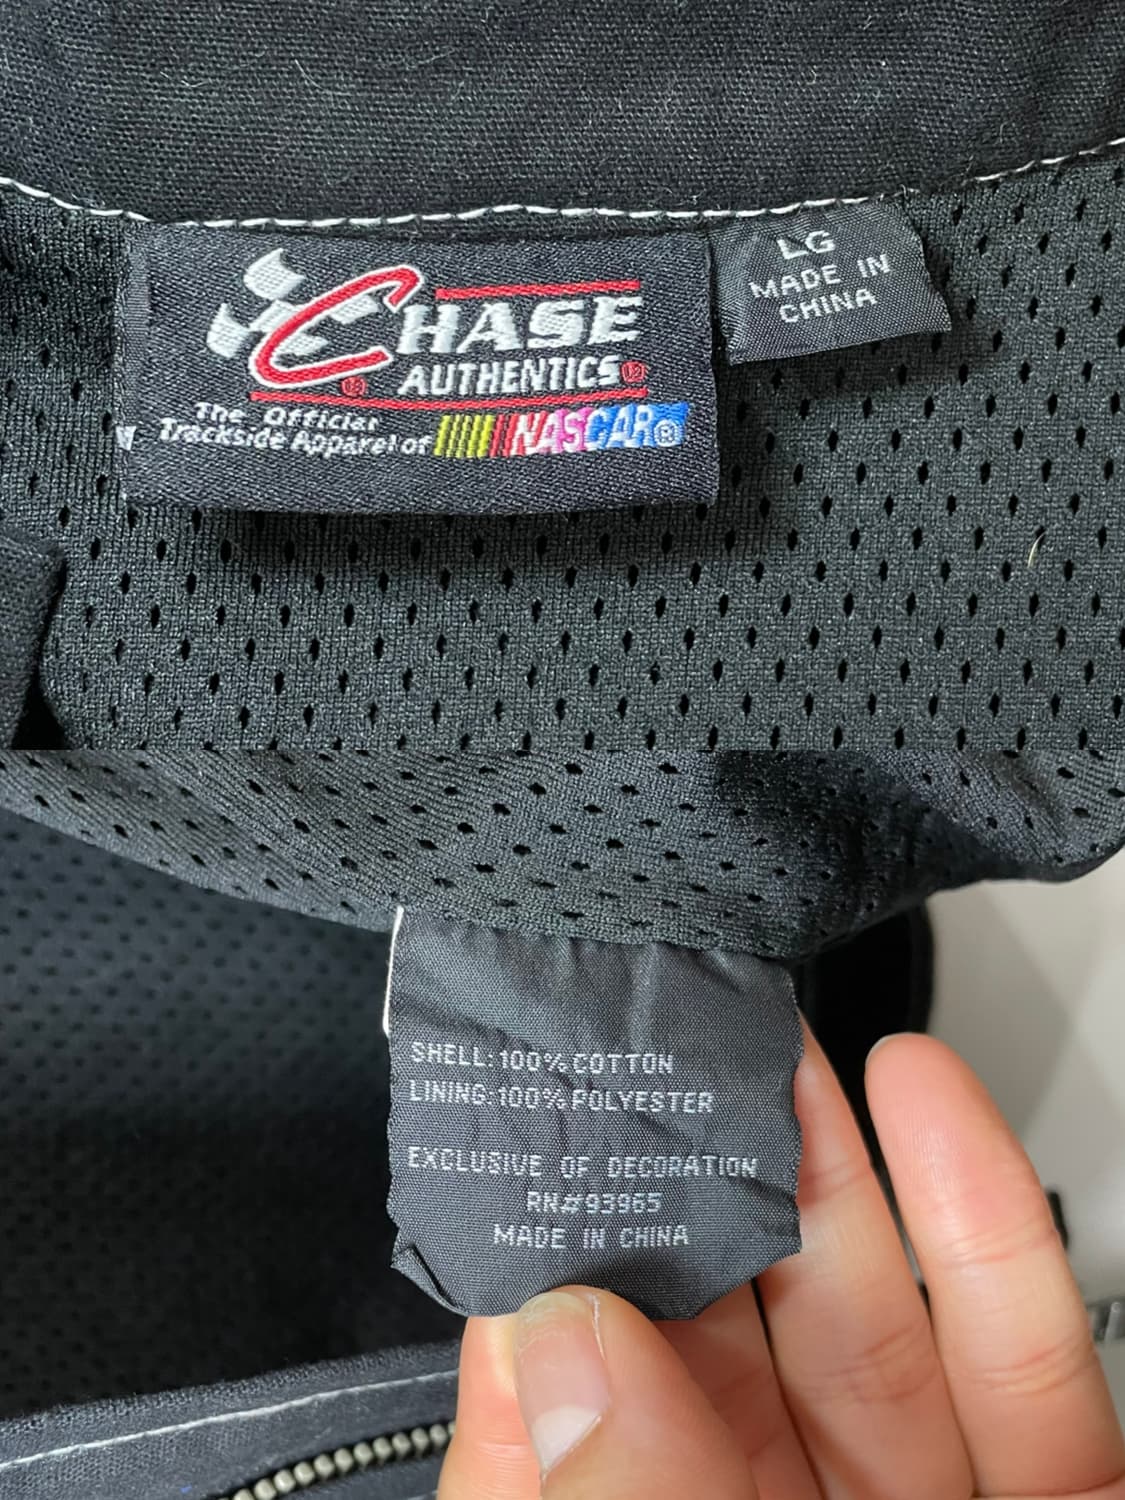 CHASE
AUTHENTICS
The Official
Trackside Apparel of NASCAR®
LG
MADE IN
CHINA
SHELL:100%COTTON
LINING:100%POLYESTER
EXCLUSIVE OF DECORATION
RN#93965
MADE IN CHINA